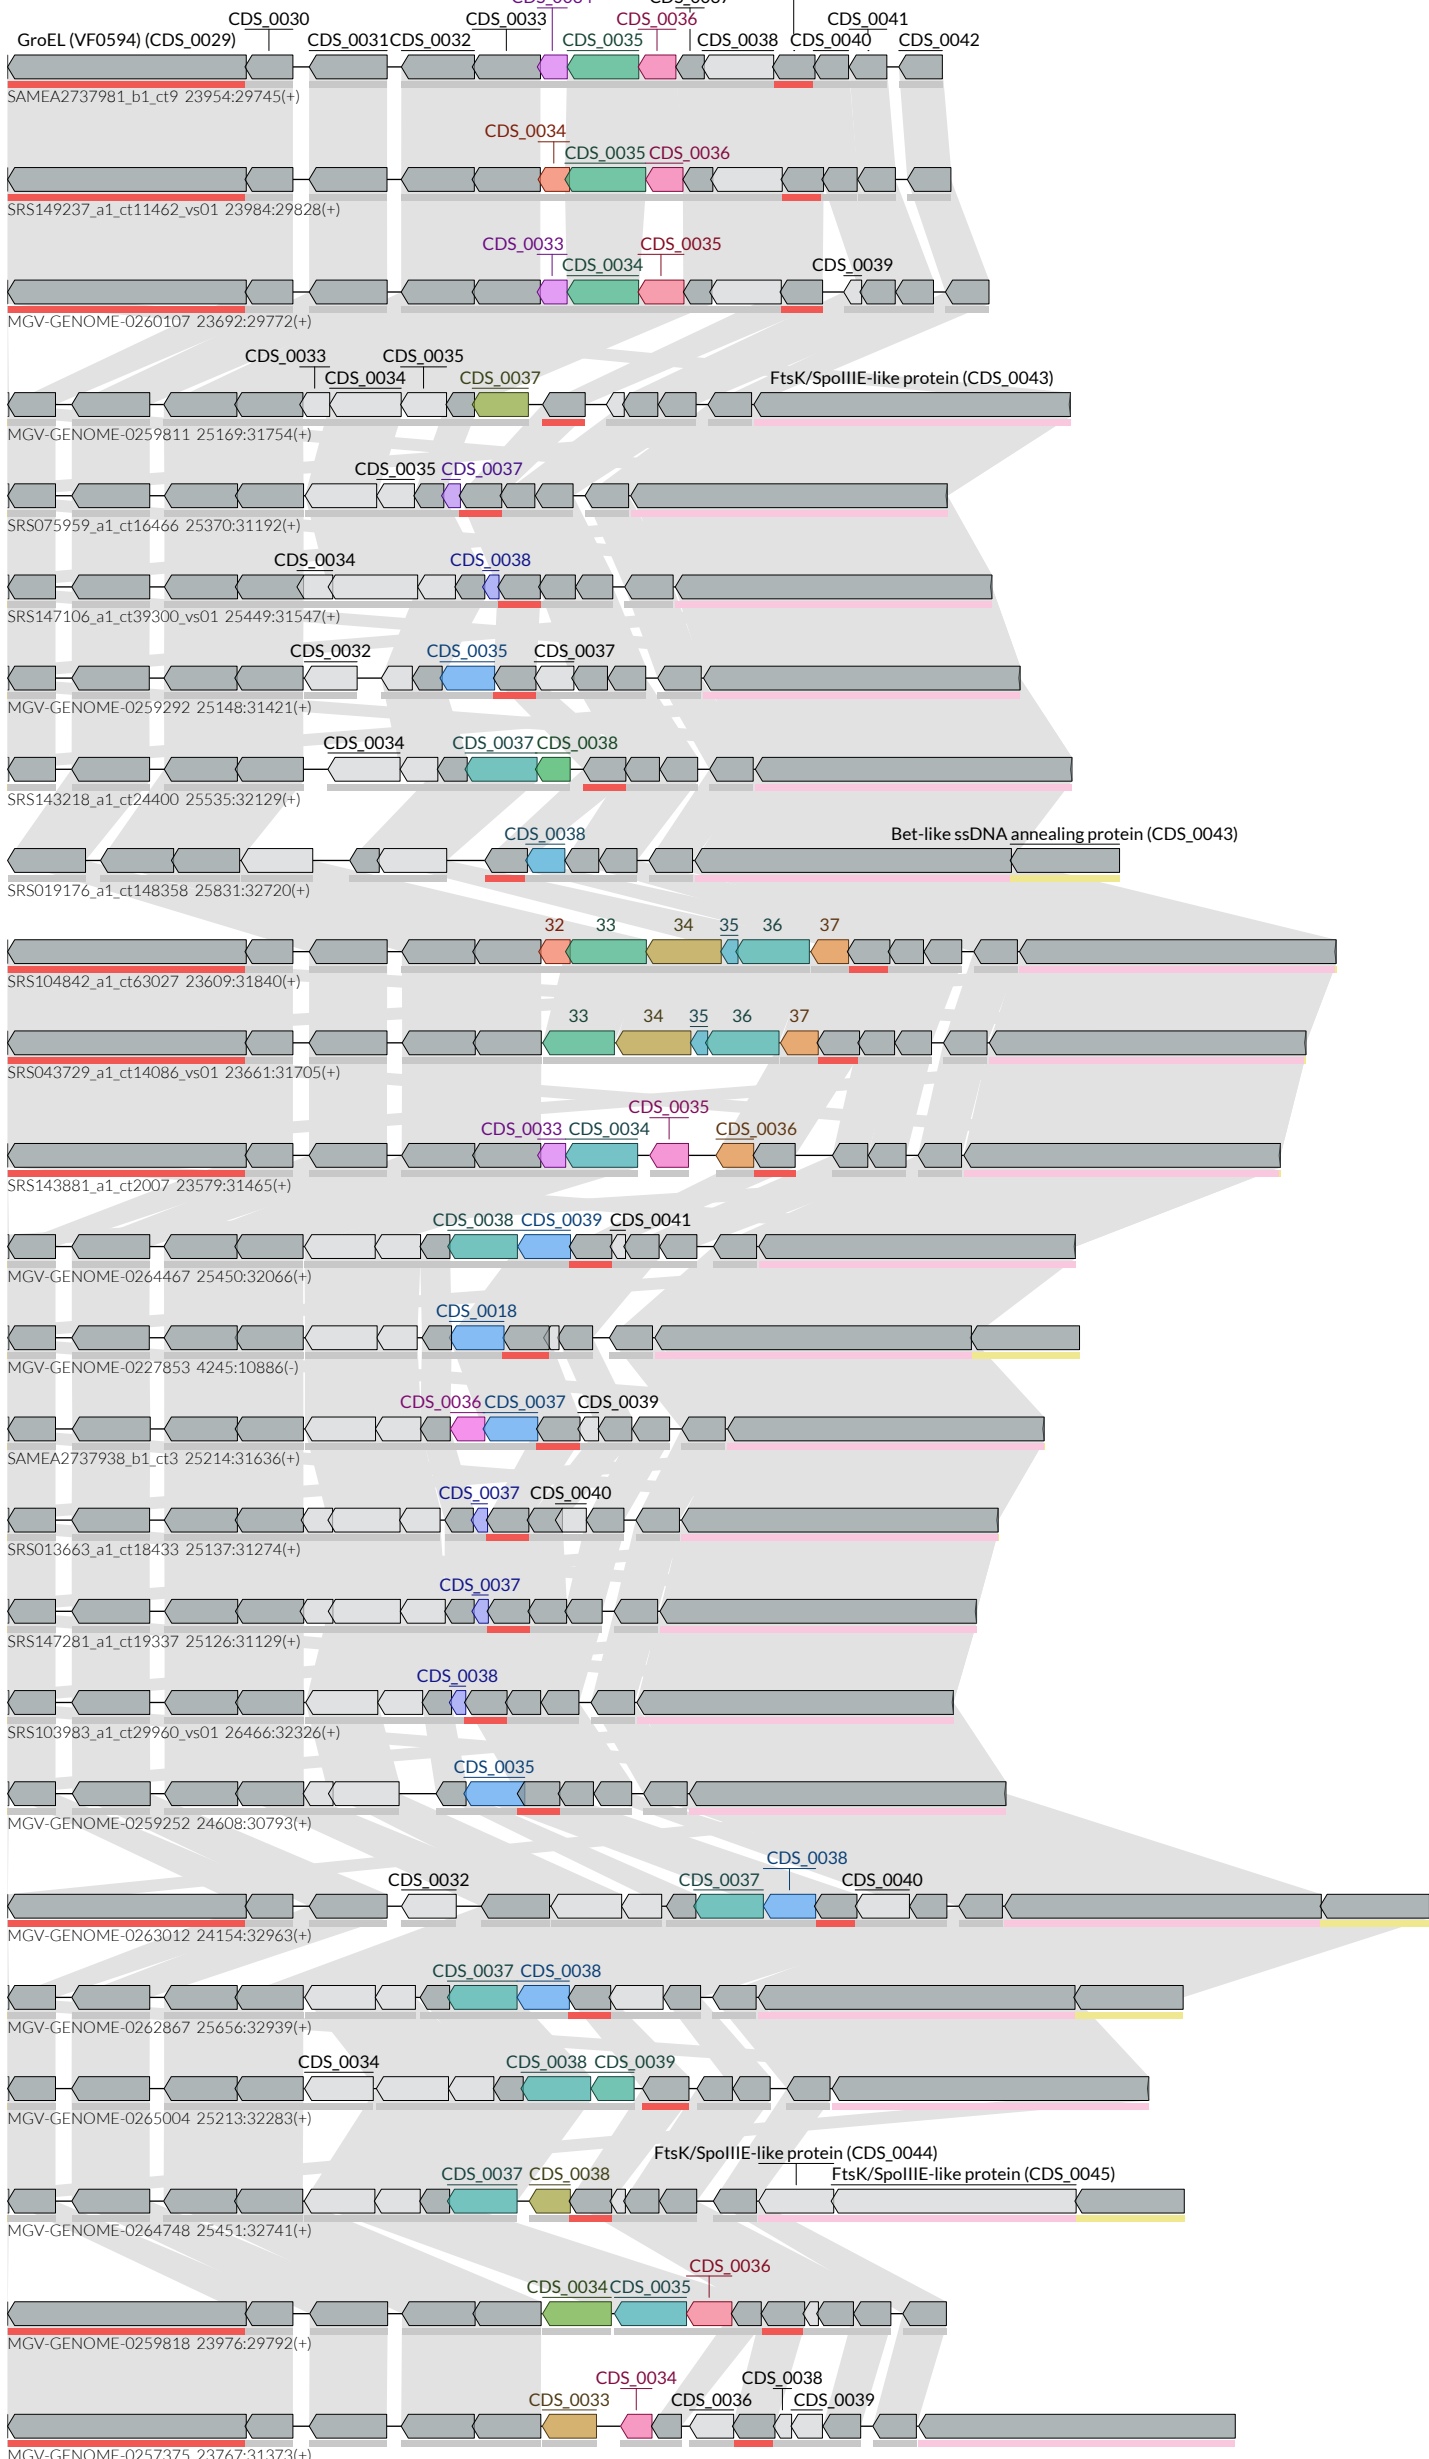 CDS_0030 CDS_0033 CDS_0036 CDS_0041
GroEL (VF0594) (CDS_0029) CDS_0031 CDS_0032 CDS_0035 CDS_0038 CDS_0040 CDS_0042
SAMEA2737981_b1_ct9 23954:29745(+)
CDS_0034
CDS_0035 CDS_0036
SRS149237_a1_ct11462_vs01 23984:29828(+)
CDS_0033 CDS_0035
CDS_0034 CDS_0039
MGV-GENOME-0260107 23692:29772(+)
CDS_0033 CDS_0035
CDS_0034 CDS_0037 FtsK/SpoIIIE-like protein (CDS_0043)
MGV-GENOME-0259811 25169:31754(+)
CDS_0035 CDS_0037
SRS075959_a1_ct16466 25370:31192(+)
CDS_0034 CDS_0038
SRS147106_a1_ct39300_vs01 25449:31547(+)
CDS_0032 CDS_0035 CDS_0037
MGV-GENOME-0259292 25148:31421(+)
CDS_0034 CDS_0037 CDS_0038
SRS143218_a1_ct24400 25535:32129(+)
CDS_0038 Bet-like ssDNA annealing protein (CDS_0043)
SRS019176_a1_ct148358 25831:32720(+)
32 33 34 35 36 37
SRS104842_a1_ct63027 23609:31840(+)
33 34 35 36 37
SRS043729_a1_ct14086_vs01 23661:31705(+)
CDS_0035
CDS_0033 CDS_0034 CDS_0036
SRS143881_a1_ct2007 23579:31465(+)
CDS_0038 CDS_0039 CDS_0041
MGV-GENOME-0264467 25450:32066(+)
CDS_0018
MGV-GENOME-0227853 4245:10886(-)
CDS_0036 CDS_0037 CDS_0039
SAMEA2737938_b1_ct3 25214:31636(+)
CDS_0037 CDS_0040
SRS013663_a1_ct18433 25137:31274(+)
CDS_0037
SRS147281_a1_ct19337 25126:31129(+)
CDS_0038
SRS103983_a1_ct29960_vs01 26466:32326(+)
CDS_0035
MGV-GENOME-0259252 24608:30793(+)
CDS_0038
CDS_0032 CDS_0037 CDS_0040
MGV-GENOME-0263012 24154:32963(+)
CDS_0037 CDS_0038
MGV-GENOME-0262867 25656:32939(+)
CDS_0034 CDS_0038 CDS_0039
MGV-GENOME-0265004 25213:32283(+)
FtsK/SpoIIIE-like protein (CDS_0044)
CDS_0037 CDS_0038 FtsK/SpoIIIE-like protein (CDS_0045)
MGV-GENOME-0264748 25451:32741(+)
CDS_0036
CDS_0034 CDS_0035
MGV-GENOME-0259818 23976:29792(+)
CDS_0034 CDS_0038
CDS_0033 CDS_0036 CDS_0039
MGV-GENOME-0257375 23767:31373(+)